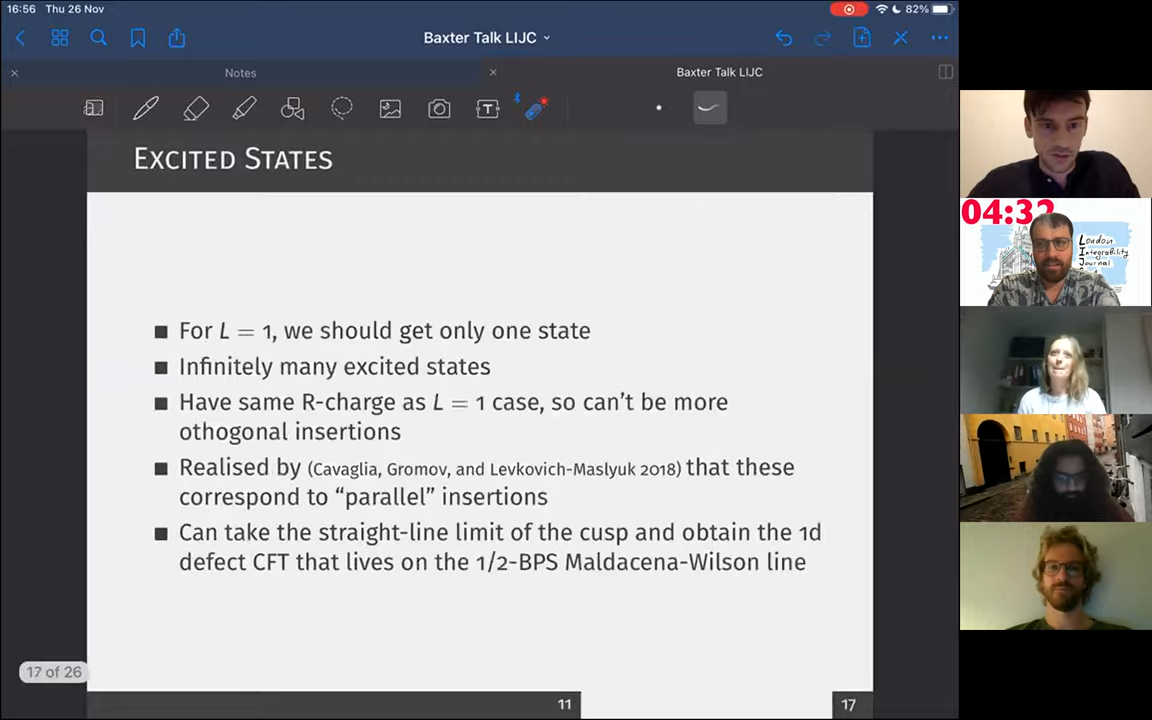 16:56 Thu 26 Nov
82%
Baxter Talk LIJC
Notes
Baxter Talk LIJC
T
EXCITED STATES
■ For L = 1, we should get only one state
■ Infinitely many excited states
■ Have same R-charge as L = 1 case, so can't be more
othogonal insertions
■ Realised by (Cavaglia, Gromov, and Levkovich-Maslyuk 2018) that these
correspond to “parallel” insertions
■ Can take the straight-line limit of the cusp and obtain the 1d
defect CFT that lives on the 1/2-BPS Maldacena-Wilson line
17 of 26
11
17
04:32
London
Integrability
Journal